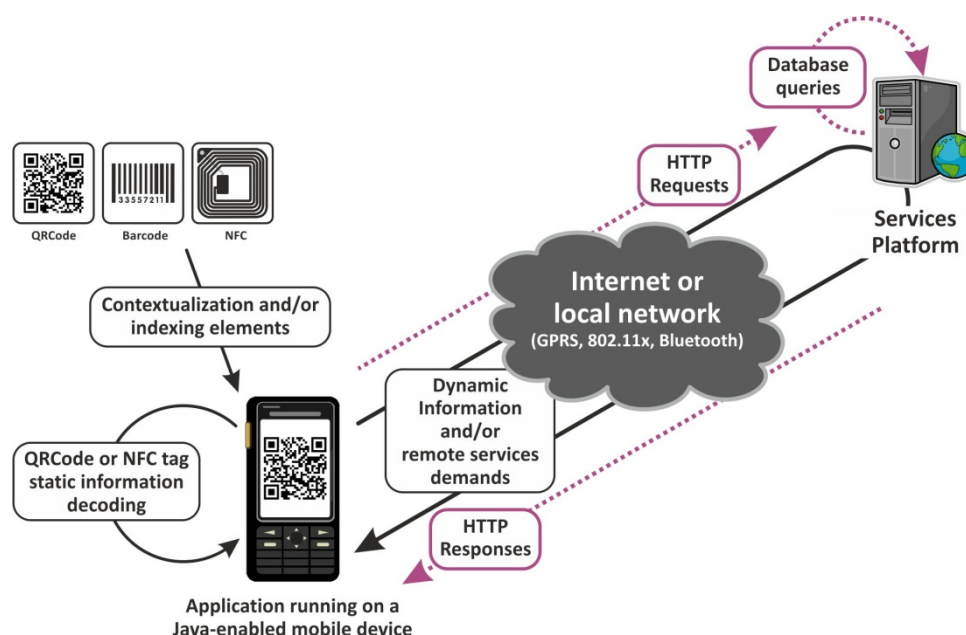 Database
queries
HTTP
Requests
33557211
QRCode
Barcode
NFC
Services
Platform
Contextualization and/or
indexing elements
Internet or
local network
(GPRS, 802.11x, Bluetooth)
Dynamic
Information
and/or
remote services
demands
QRCode or NFC tag
static information
decoding
HTTP
Responses
Application running on a
Java-enabled mobile device